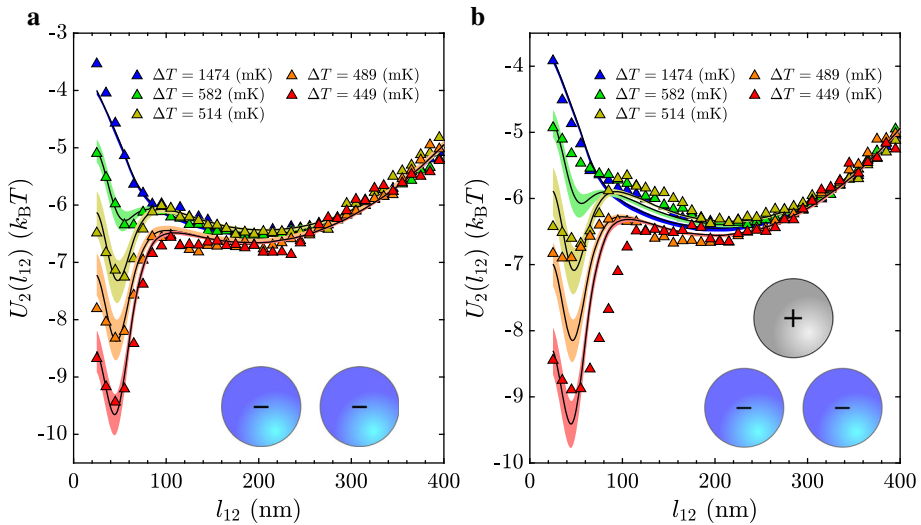 a
b
-3
-4
-5
-6
-7
-8
-9
-10
U₂(l₁₂) (k_BT)
ΔT = 1474 (mK)
ΔT = 582 (mK)
ΔT = 514 (mK)
ΔT = 489 (mK)
ΔT = 449 (mK)
− −
0 100 200 300 400
l₁₂ (nm)
-4
-5
-6
-7
-8
-9
-10
U₂(l₁₂) (k_BT)
ΔT = 1474 (mK)
ΔT = 582 (mK)
ΔT = 514 (mK)
ΔT = 489 (mK)
ΔT = 449 (mK)
+
− −
0 100 200 300 400
l₁₂ (nm)